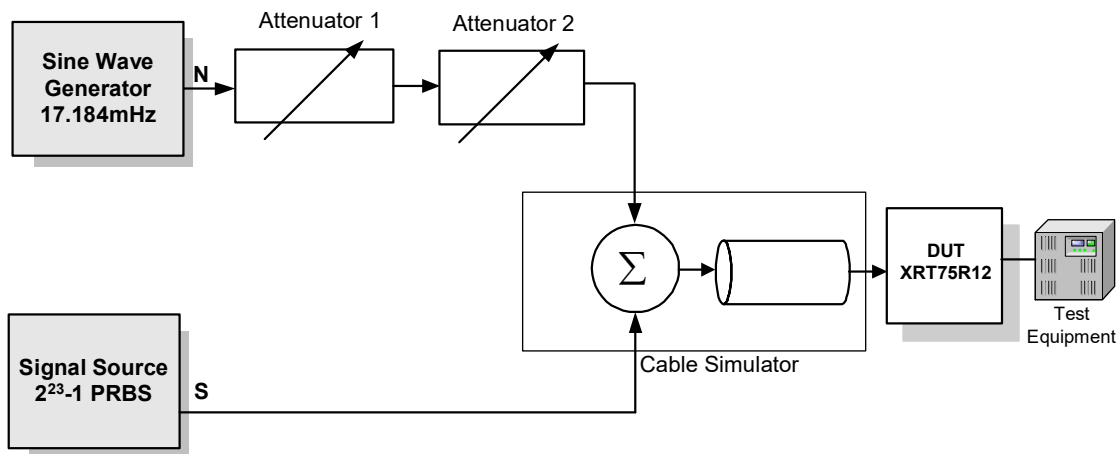 Attenuator 1
Attenuator 2
Sine Wave
Generator
17.184mHz
N
Σ
DUT
XRT75R12
Test
Equipment
Cable Simulator
Signal Source
2²³-1 PRBS
S